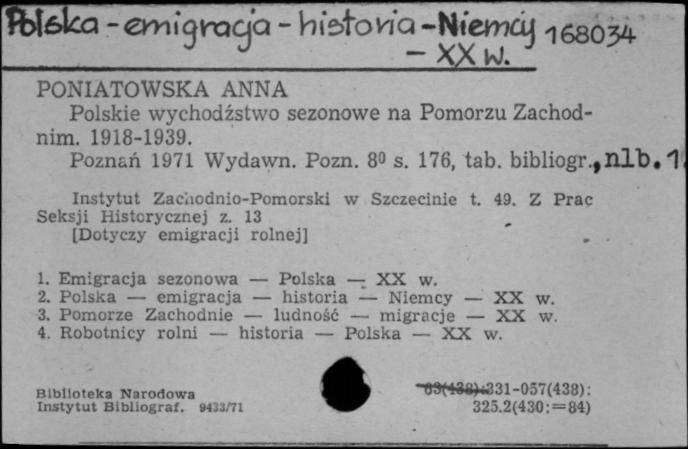 Polska - emigracja - historia - Niemcy 168034
- XX w.
PONIATOWSKA ANNA
Polskie wychodźstwo sezonowe na Pomorzu Zachod-
nim. 1918-1939.
Poznań 1971 Wydawn. Pozn. 8⁰ s. 176, tab. bibliogr., nlb. 1.
Instytut Zachodnio-Pomorski w Szczecinie t. 49. Z Prac
Seksji Historycznej z. 13
[Dotyczy emigracji rolnej]
1. Emigracja sezonowa — Polska — XX w.
2. Polska — emigracja — historia — Niemcy — XX w.
3. Pomorze Zachodnie — ludność — migracje — XX w.
4. Robotnicy rolni — historia — Polska — XX w.
Biblioteka Narodowa 63(438):331-057(438):
Instytut Bibliograf. 9433/71 325.2(430:=84)